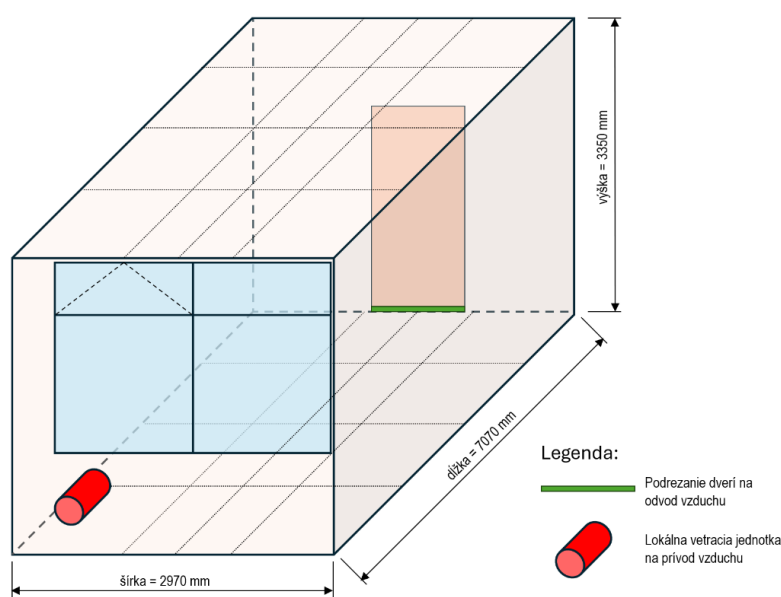 výška = 3350 mm
dĺžka = 7070 mm
šírka = 2970 mm
Legenda:
Podrezanie dverí na
odvod vzduchu
Lokálna vetracia jednotka
na prívod vzduchu